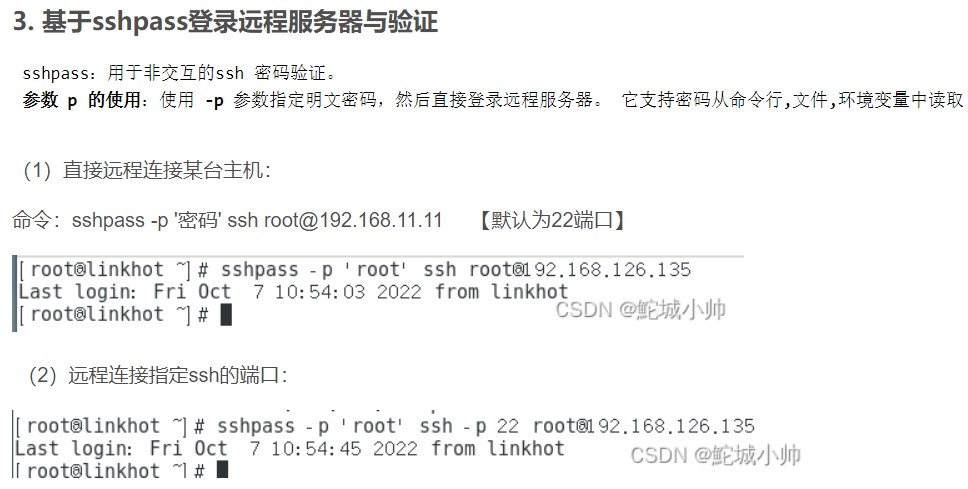 3. 基于sshpass登录远程服务器与验证
sshpass：用于非交互的ssh 密码验证。
参数 p 的使用：使用 -p 参数指定明文密码，然后直接登录远程服务器。 它支持密码从命令行,文件,环境变量中读取
（1）直接远程连接某台主机：
命令：sshpass -p '密码' ssh root@192.168.11.11 【默认为22端口】
[root@linkhot ~]# sshpass -p 'root' ssh root@192.168.126.135
Last login: Fri Oct  7 10:54:03 2022 from linkhot
[root@linkhot ~]#
CSDN @鮀城小帅
（2）远程连接指定ssh的端口：
[root@linkhot ~]# sshpass -p 'root' ssh -p 22 root@192.168.126.135
Last login: Fri Oct  7 10:54:45 2022 from linkhot
[root@linkhot ~]#
CSDN @鮀城小帅